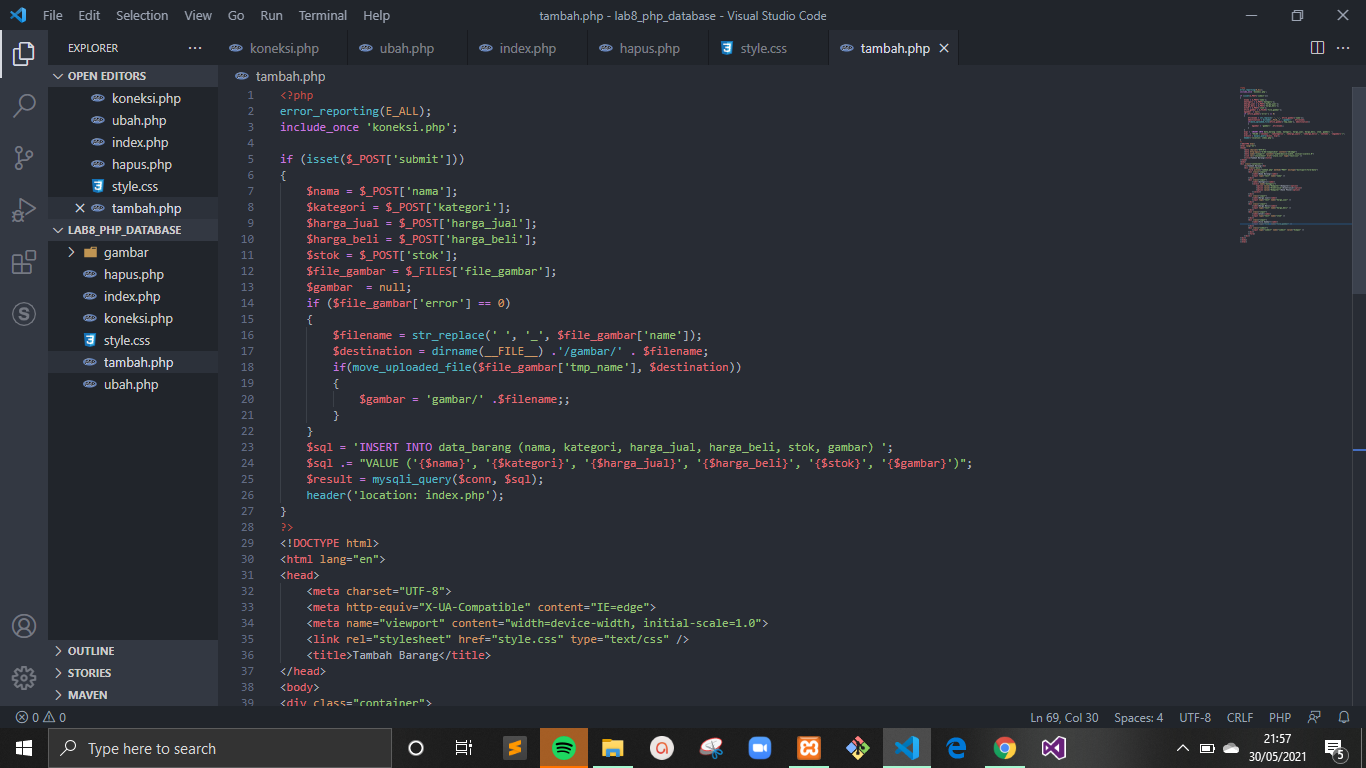 File Edit Selection View Go Run Terminal Help
tambah.php - lab8_php_database - Visual Studio Code
EXPLORER
koneksi.php
ubah.php
index.php
hapus.php
style.css
tambah.php
OPEN EDITORS
koneksi.php
ubah.php
index.php
hapus.php
style.css
tambah.php
LAB8_PHP_DATABASE
gambar
hapus.php
index.php
koneksi.php
style.css
tambah.php
ubah.php
OUTLINE
STORIES
MAVEN
tambah.php
1 <?php
2 error_reporting(E_ALL);
3 include_once 'koneksi.php';
4
5 if (isset($_POST['submit']))
6 {
7 $nama = $_POST['nama'];
8 $kategori = $_POST['kategori'];
9 $harga_jual = $_POST['harga_jual'];
10 $harga_beli = $_POST['harga_beli'];
11 $stok = $_POST['stok'];
12 $file_gambar = $_FILES['file_gambar'];
13 $gambar  = null;
14 if ($file_gambar['error'] == 0)
15 {
16 $filename = str_replace(' ', '_', $file_gambar['name']);
17 $destination = dirname(__FILE__) .'/gambar/' . $filename;
18 if(move_uploaded_file($file_gambar['tmp_name'], $destination))
19 {
20 $gambar = 'gambar/' .$filename;;
21 }
22 }
23 $sql = 'INSERT INTO data_barang (nama, kategori, harga_jual, harga_beli, stok, gambar) ';
24 $sql .= "VALUE ('{$nama}', '{$kategori}', '{$harga_jual}', '{$harga_beli}', '{$stok}', '{$gambar}')";
25 $result = mysqli_query($conn, $sql);
26 header('location: index.php');
27 }
28 ?>
29 <!DOCTYPE html>
30 <html lang="en">
31 <head>
32 <meta charset="UTF-8">
33 <meta http-equiv="X-UA-Compatible" content="IE=edge">
34 <meta name="viewport" content="width=device-width, initial-scale=1.0">
35 <link rel="stylesheet" href="style.css" type="text/css" />
36 <title>Tambah Barang</title>
37 </head>
38 <body>
39 <div class="container">
0 0
Ln 69, Col 30 Spaces: 4 UTF-8 CRLF PHP
Type here to search
21:57
30/05/2021
5